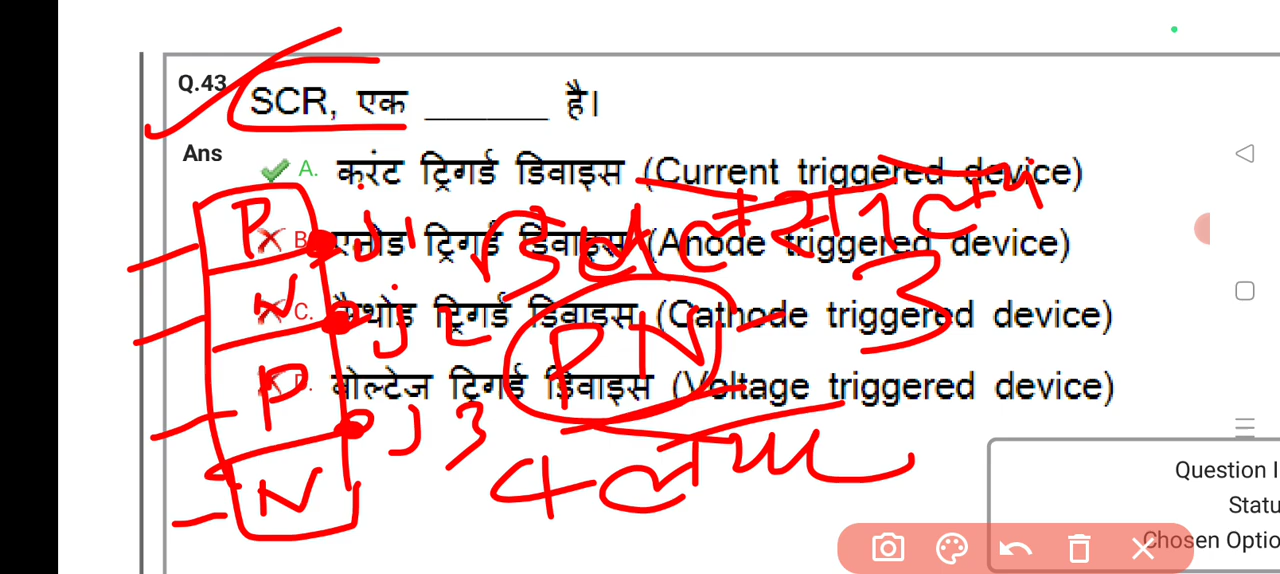 Q.43 SCR, एक ______ है।
Ans
A. करंट ट्रिगर्ड डिवाइस (Current triggered device)
B. एनोड ट्रिगर्ड डिवाइस (Anode triggered device)
C. कैथोड ट्रिगर्ड डिवाइस (Cathode triggered device)
D. वोल्टेज ट्रिगर्ड डिवाइस (Voltage triggered device)
P
N
P
N
J1
J2
J3
PN - 3
4
Question I
Statu
Chosen Optio